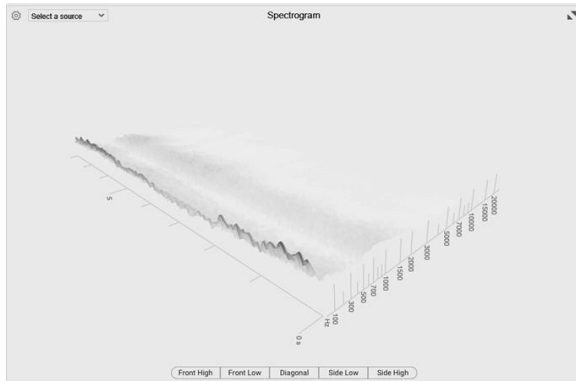 Select a source
Spectrogram
5
0 s
Hz
100
300
500
700
1000
1500
2000
3000
5000
7000
10000
15000
20000
Front High
Front Low
Diagonal
Side Low
Side High